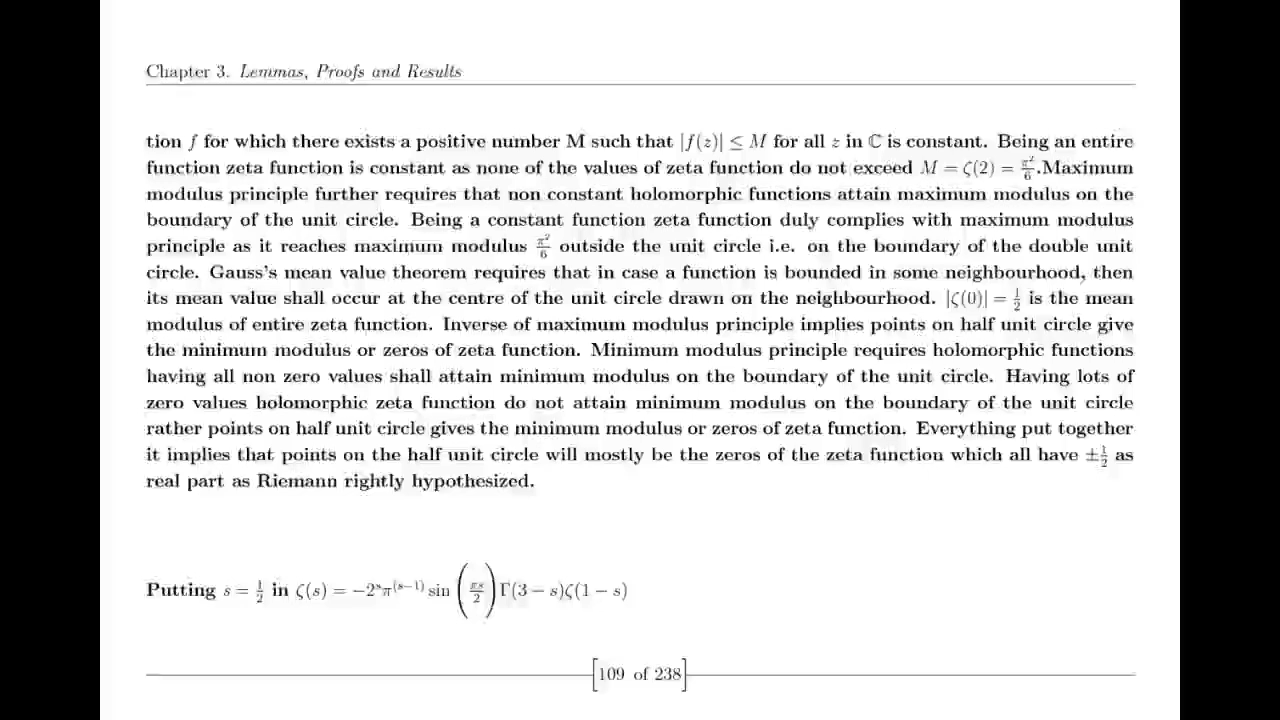 Chapter 3. Lemmas, Proofs and Results
tion f for which there exists a positive number M such that |f(z)| ≤ M for all z in ℂ is constant. Being an entire
function zeta function is constant as none of the values of zeta function do not exceed M = ζ(2) = π²/6.Maximum
modulus principle further requires that non constant holomorphic functions attain maximum modulus on the
boundary of the unit circle. Being a constant function zeta function duly complies with maximum modulus
principle as it reaches maximum modulus π²/6 outside the unit circle i.e. on the boundary of the double unit
circle. Gauss's mean value theorem requires that in case a function is bounded in some neighbourhood, then
its mean value shall occur at the centre of the unit circle drawn on the neighbourhood. |ζ(0)| = 1/2 is the mean
modulus of entire zeta function. Inverse of maximum modulus principle implies points on half unit circle give
the minimum modulus or zeros of zeta function. Minimum modulus principle requires holomorphic functions
having all non zero values shall attain minimum modulus on the boundary of the unit circle. Having lots of
zero values holomorphic zeta function do not attain minimum modulus on the boundary of the unit circle
rather points on half unit circle gives the minimum modulus or zeros of zeta function. Everything put together
it implies that points on the half unit circle will mostly be the zeros of the zeta function which all have ±1/2 as
real part as Riemann rightly hypothesized.
Putting s = 1/2 in ζ(s) = −2^s π^(s−1) sin(πs/2) Γ(3 − s)ζ(1 − s)
[109 of 238]